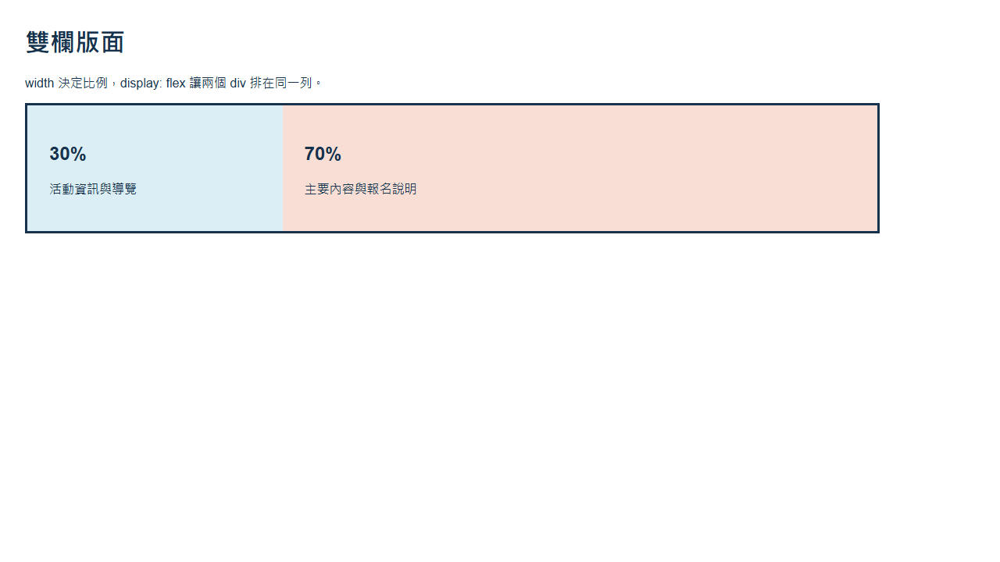 雙欄版面
width 決定比例，display: flex 讓兩個 div 排在同一列。
30%
活動資訊與導覽
70%
主要內容與報名說明